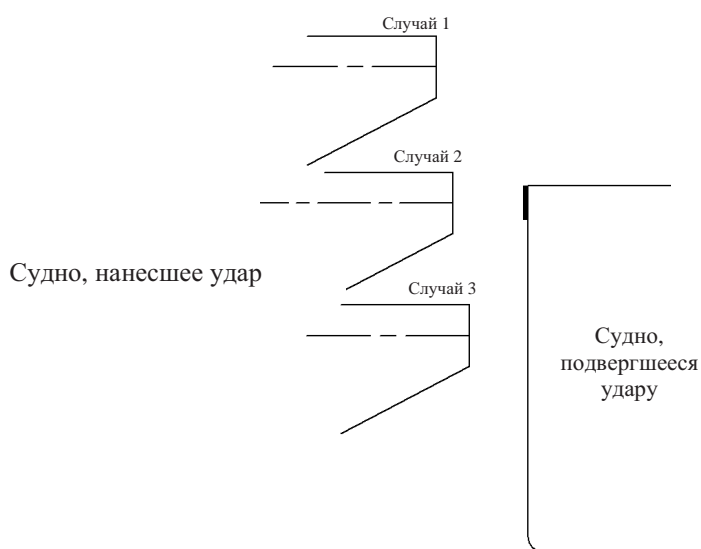 Случай 1
Случай 2
Судно, нанесшее удар
Случай 3
Судно,
подвергшееся
удару